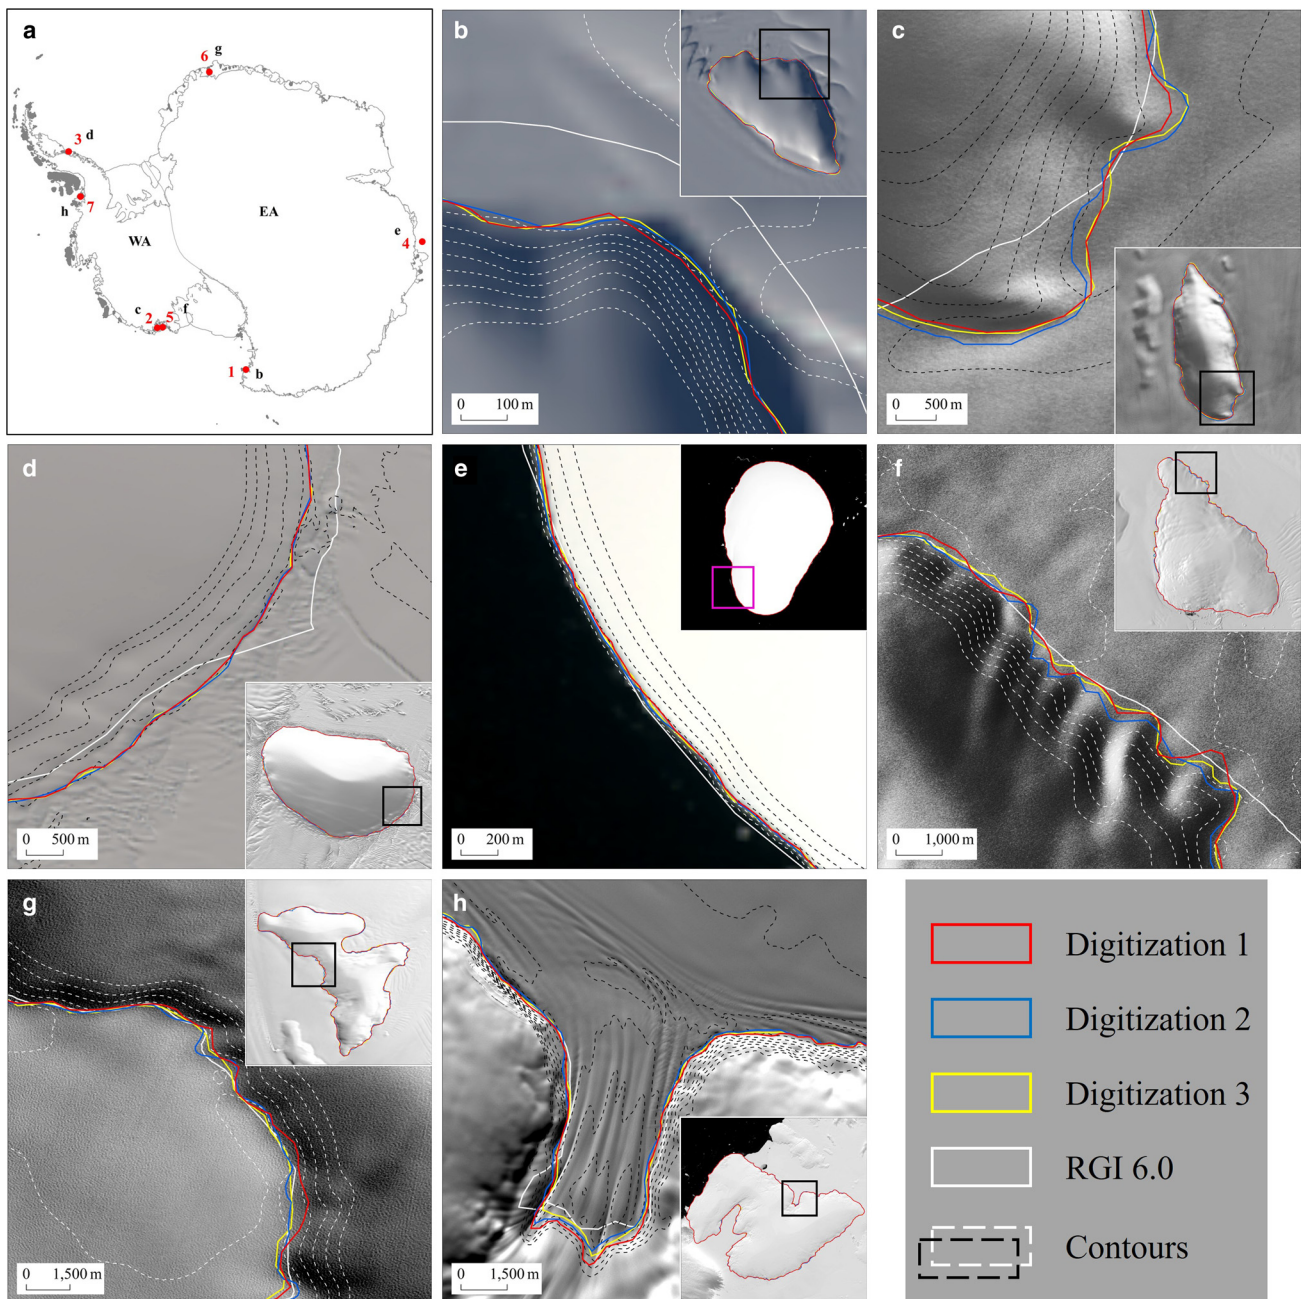 a
6
g
3
d
h
7
WA
EA
e
4
c
2
5
f
1
b
b
0
100 m
c
0
500 m
d
0
500 m
e
0
200 m
f
0
1,000 m
g
0
1,500 m
h
0
1,500 m
Digitization 1
Digitization 2
Digitization 3
RGI 6.0
Contours